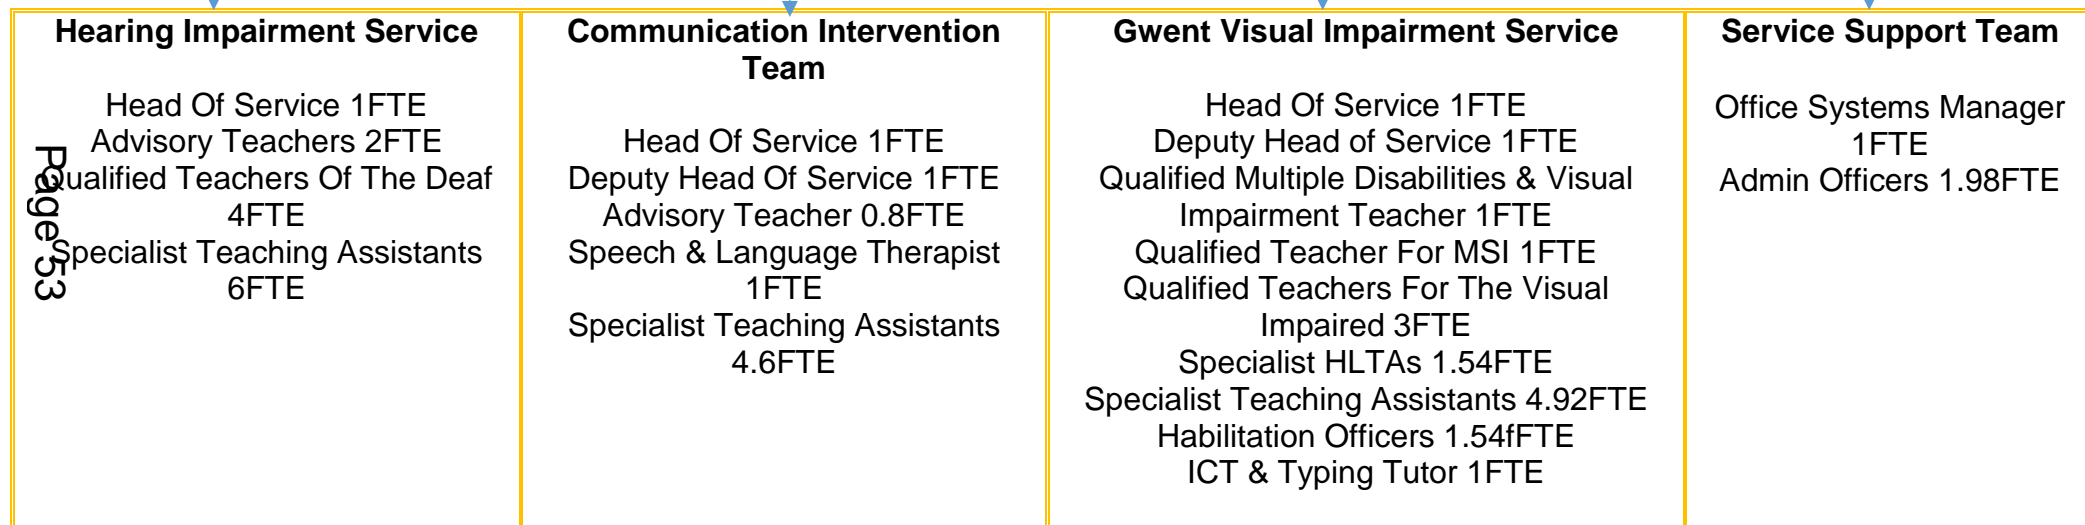 Hearing Impairment Service
Head Of Service 1FTE
Advisory Teachers 2FTE
Qualified Teachers Of The Deaf
4FTE
Specialist Teaching Assistants
6FTE
Communication Intervention
Team
Head Of Service 1FTE
Deputy Head Of Service 1FTE
Advisory Teacher 0.8FTE
Speech & Language Therapist
1FTE
Specialist Teaching Assistants
4.6FTE
Gwent Visual Impairment Service
Head Of Service 1FTE
Deputy Head of Service 1FTE
Qualified Multiple Disabilities & Visual
Impairment Teacher 1FTE
Qualified Teacher For MSI 1FTE
Qualified Teachers For The Visual
Impaired 3FTE
Specialist HLTAs 1.54FTE
Specialist Teaching Assistants 4.92FTE
Habilitation Officers 1.54fFTE
ICT & Typing Tutor 1FTE
Service Support Team
Office Systems Manager
1FTE
Admin Officers 1.98FTE
Page 53